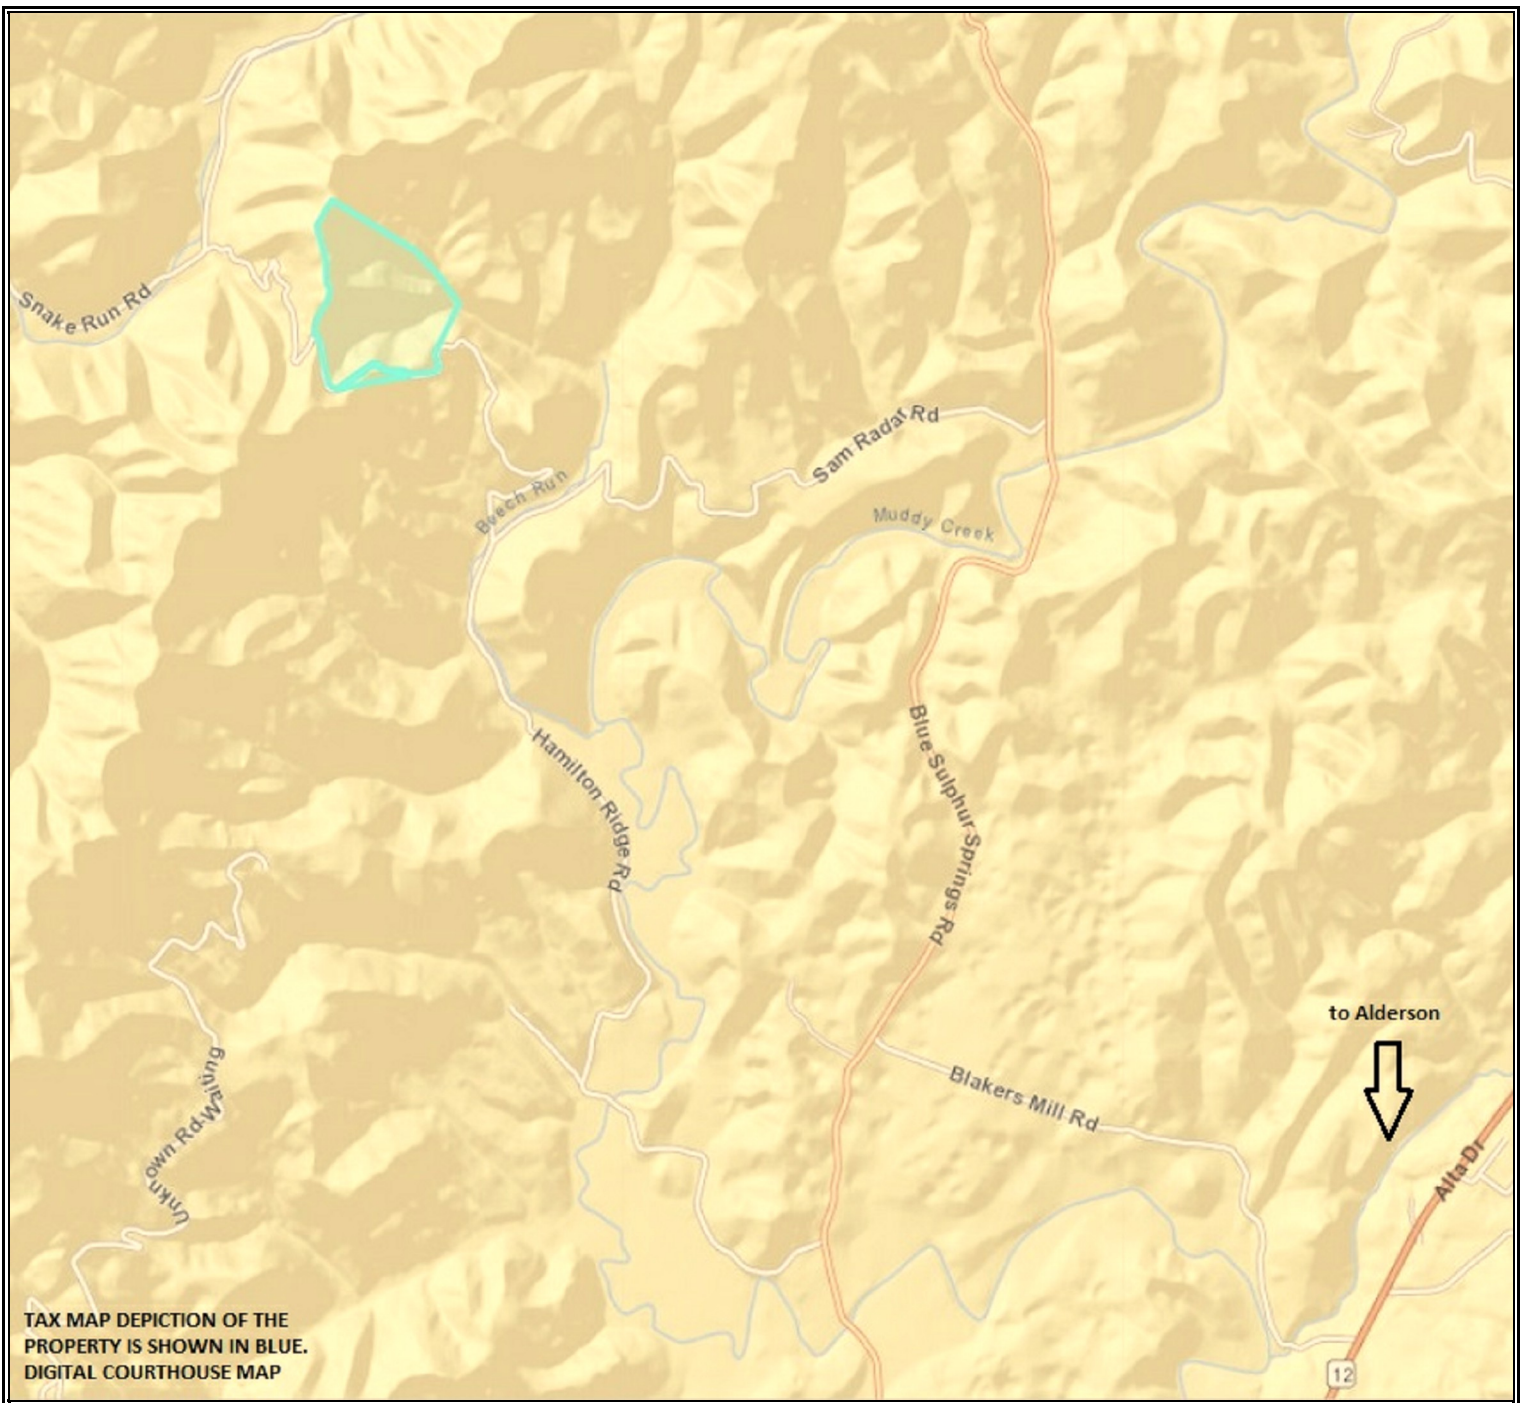 Snake Run Rd
Sam Radar Rd
Beech Run
Muddy Creek
Hamilton Ridge Rd
Blue Sulphur Springs Rd
to Alderson
Unknown Rd-Waiting
Blakers Mill Rd
Alta Dr
12
TAX MAP DEPICTION OF THE
PROPERTY IS SHOWN IN BLUE.
DIGITAL COURTHOUSE MAP